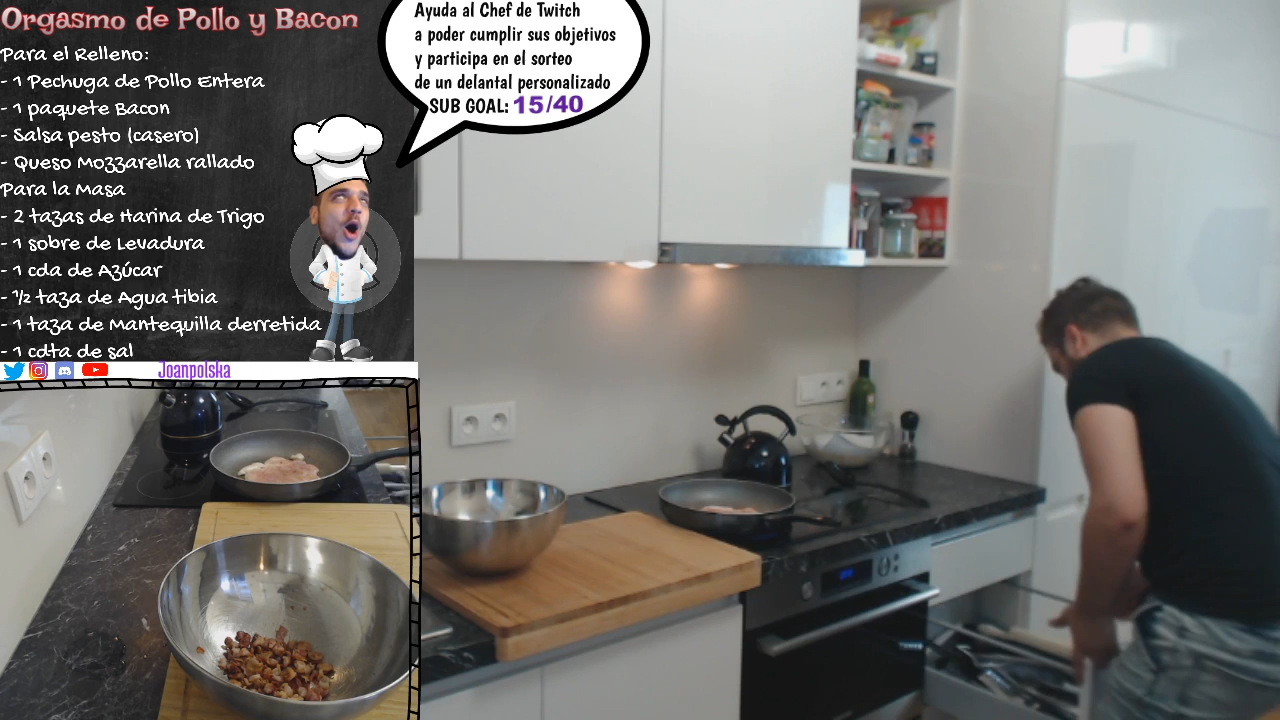 Orgasmo de Pollo y Bacon
Para el Relleno:
- 1 Pechuga de Pollo Entera
- 1 paquete Bacon
- Salsa pesto (casero)
- Queso Mozzarella rallado
Para la Masa
- 2 tazas de Harina de Trigo
- 1 sobre de Levadura
- 1 cda de Azúcar
- 1/2 taza de Agua tibia
- 1 taza de Mantequilla derretida
- 1 cdta de sal
Joanpolska
Ayuda al Chef de Twitch
a poder cumplir sus objetivos
y participa en el sorteo
de un delantal personalizado
SUB GOAL: 15/40